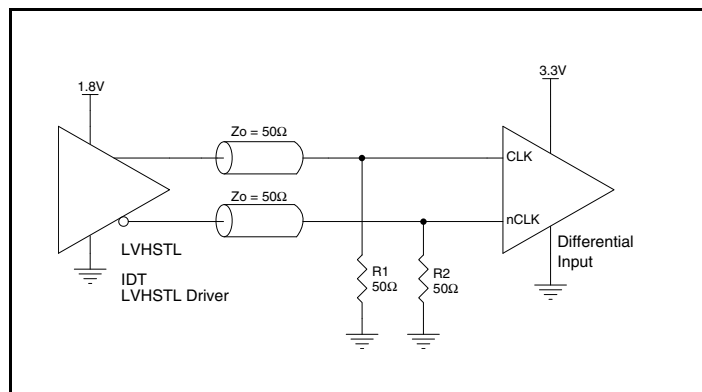 1.8V
3.3V
Zo = 50Ω
CLK
Zo = 50Ω
nCLK
LVHSTL
IDT
LVHSTL Driver
R1
50Ω
R2
50Ω
Differential
Input